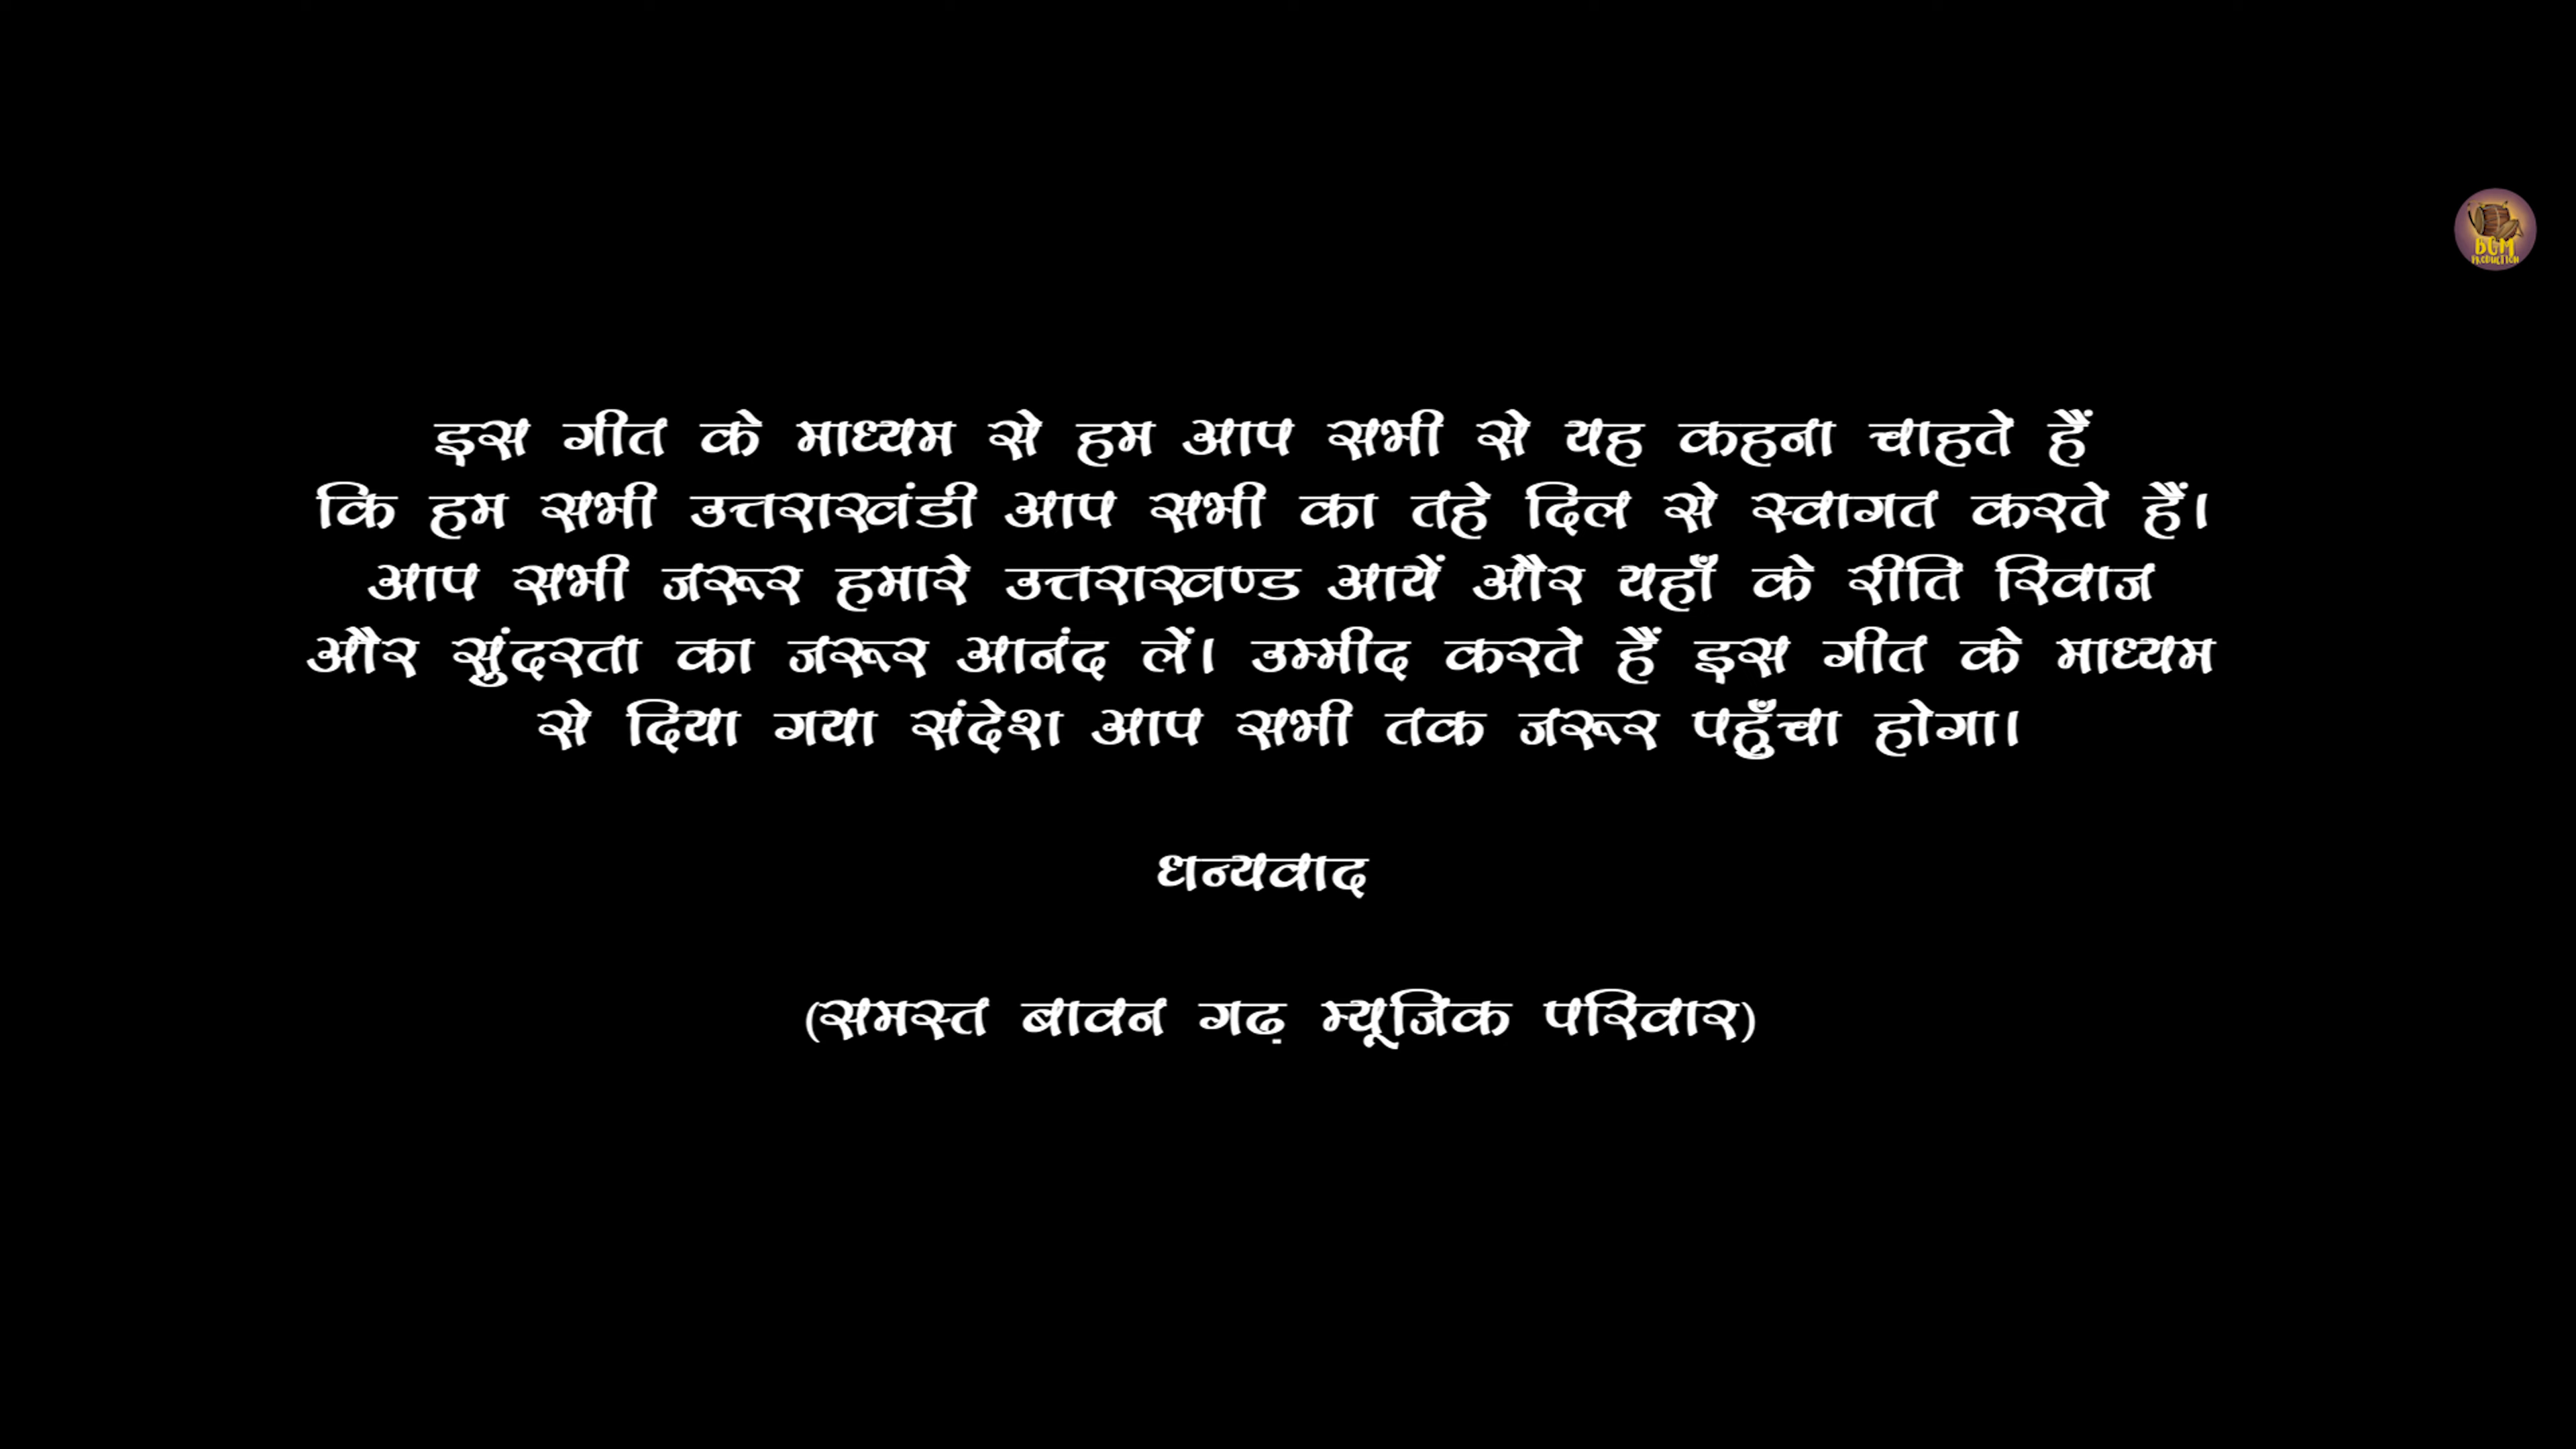 BGM
PRODUCTION
इस गीत के माध्यम से हम आप सभी से यह कहना चाहते हैं
कि हम सभी उत्तराखंडी आप सभी का तहे दिल से स्वागत करते हैं।
आप सभी जरूर हमारे उत्तराखण्ड आयें और यहाँ के रीति रिवाज
और सुंदरता का जरूर आनंद लें। उम्मीद करते हैं इस गीत के माध्यम
से दिया गया संदेश आप सभी तक जरूर पहुँचा होगा।
धन्यवाद
(समस्त बावन गढ़ म्यूजिक परिवार)